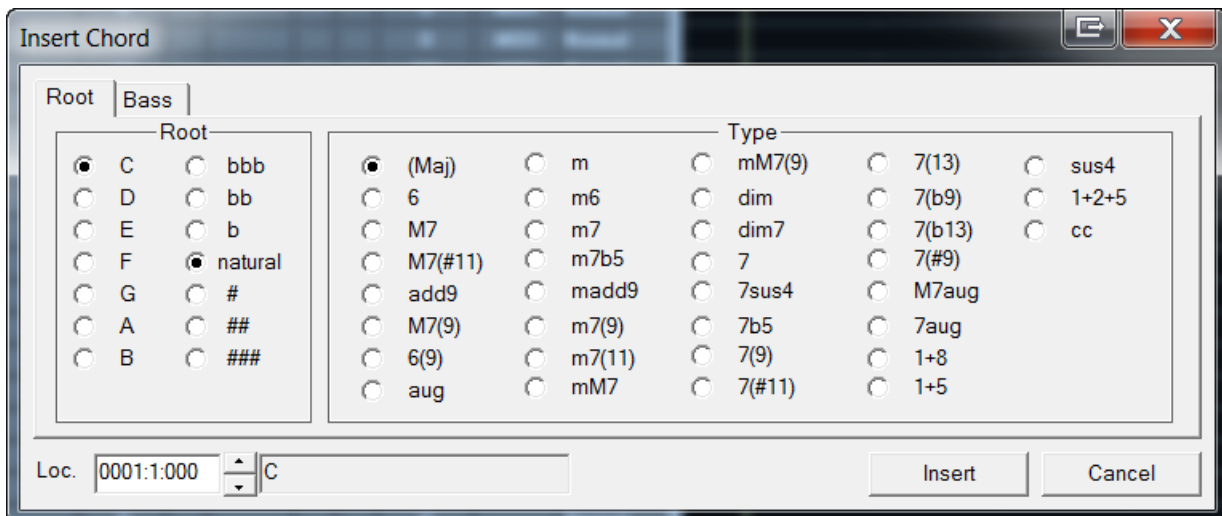 Insert Chord
Root Bass
Root Type
C bbb (Maj) m mM7(9) 7(13) sus4
D bb 6 m6 dim 7(b9) 1+2+5
E b M7 m7 dim7 7(b13) cc
F natural M7(#11) m7b5 7 7(#9)
G # add9 madd9 7sus4 M7aug
A ## M7(9) m7(9) 7b5 7aug
B ### 6(9) m7(11) 7(9) 1+8
aug mM7 7(#11) 1+5
Loc. 0001:1:000 C Insert Cancel